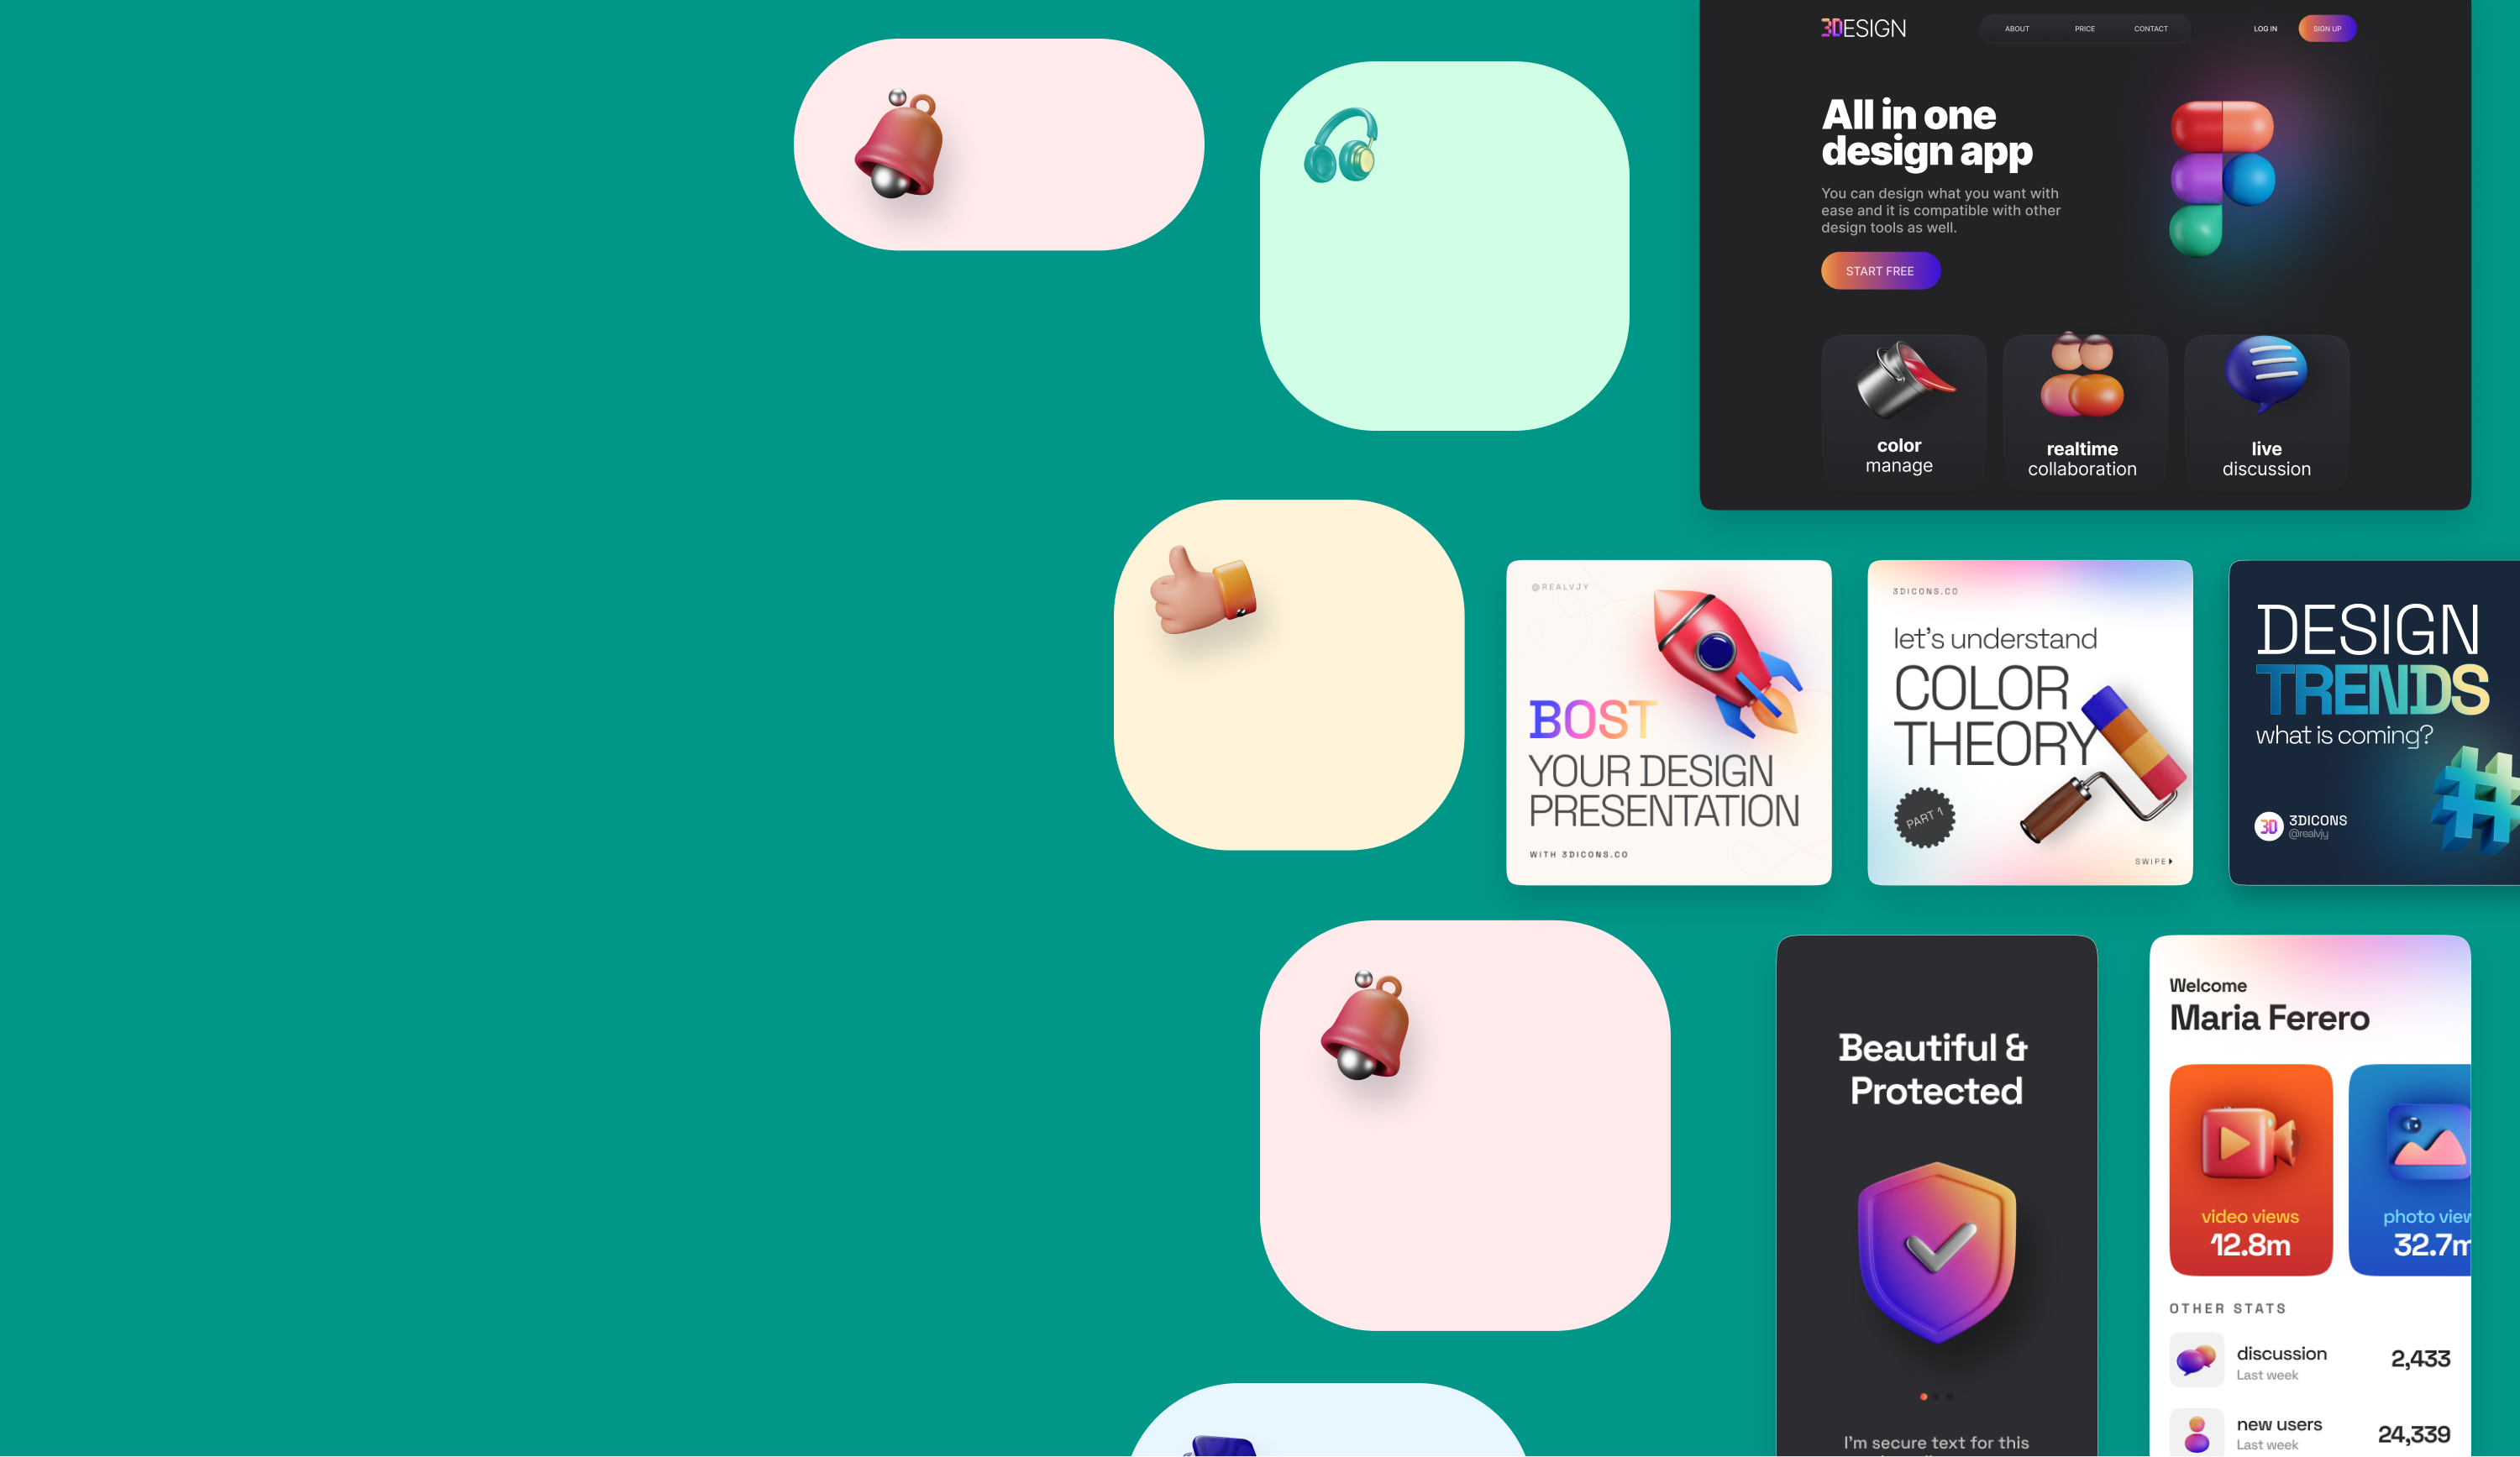 3DESIGN
ABOUT PRICE CONTACT
LOG IN
SIGN UP
All in one
design app
You can design what you want with
ease and it is compatible with other
design tools as well.
START FREE
color
manage
realtime
collaboration
live
discussion
@REALVJY
BOST
YOUR DESIGN
PRESENTATION
WITH 3DICONS.CO
3DICONS.CO
let's understand
COLOR
THEORY
PART 1
SWIPE
DESIGN
TRENDS
what is coming?
3D
3DICONS
@realvjy
Beautiful &
Protected
I'm secure text for this
Welcome
Maria Ferero
video views
12.8m
photo view
32.7m
OTHER STATS
discussion
Last week
2,433
new users
Last week
24,339